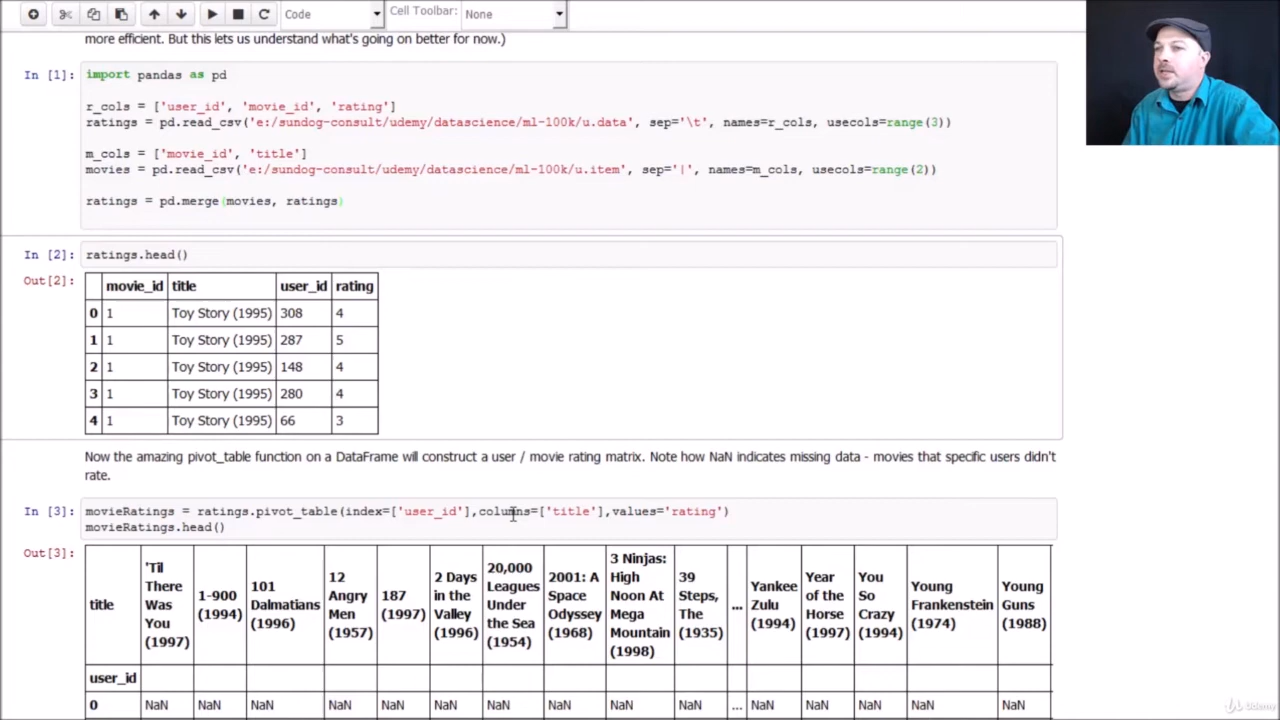 Code
Cell Toolbar: None
more efficient. But this lets us understand what's going on better for now.)
In [1]:
import pandas as pd
r_cols = ['user_id', 'movie_id', 'rating']
ratings = pd.read_csv('e:/sundog-consult/udemy/datascience/ml-100k/u.data', sep='\t', names=r_cols, usecols=range(3))
m_cols = ['movie_id', 'title']
movies = pd.read_csv('e:/sundog-consult/udemy/datascience/ml-100k/u.item', sep='|', names=m_cols, usecols=range(2))
ratings = pd.merge(movies, ratings)
In [2]: ratings.head()
Out[2]:
movie_id title user_id rating
0 1 Toy Story (1995) 308 4
1 1 Toy Story (1995) 287 5
2 1 Toy Story (1995) 148 4
3 1 Toy Story (1995) 280 4
4 1 Toy Story (1995) 66 3
Now the amazing pivot_table function on a DataFrame will construct a user / movie rating matrix. Note how NaN indicates missing data - movies that specific users didn't
rate.
In [3]: movieRatings = ratings.pivot_table(index=['user_id'],columns=['title'],values='rating')
movieRatings.head()
Out[3]:
title
'Til
There
Was
You
(1997)
1-900
(1994)
101
Dalmatians
(1996)
12
Angry
Men
(1957)
187
(1997)
2 Days
in the
Valley
(1996)
20,000
Leagues
Under
the Sea
(1954)
2001: A
Space
Odyssey
(1968)
3 Ninjas:
High
Noon At
Mega
Mountain
(1998)
39
Steps,
The
(1935)
...
Yankee
Zulu
(1994)
Year
of the
Horse
(1997)
You
So
Crazy
(1994)
Young
Frankenstein
(1974)
Young
Guns
(1988)
user_id
0 NaN NaN NaN NaN NaN NaN NaN NaN NaN NaN ... NaN NaN NaN NaN NaN
udemy